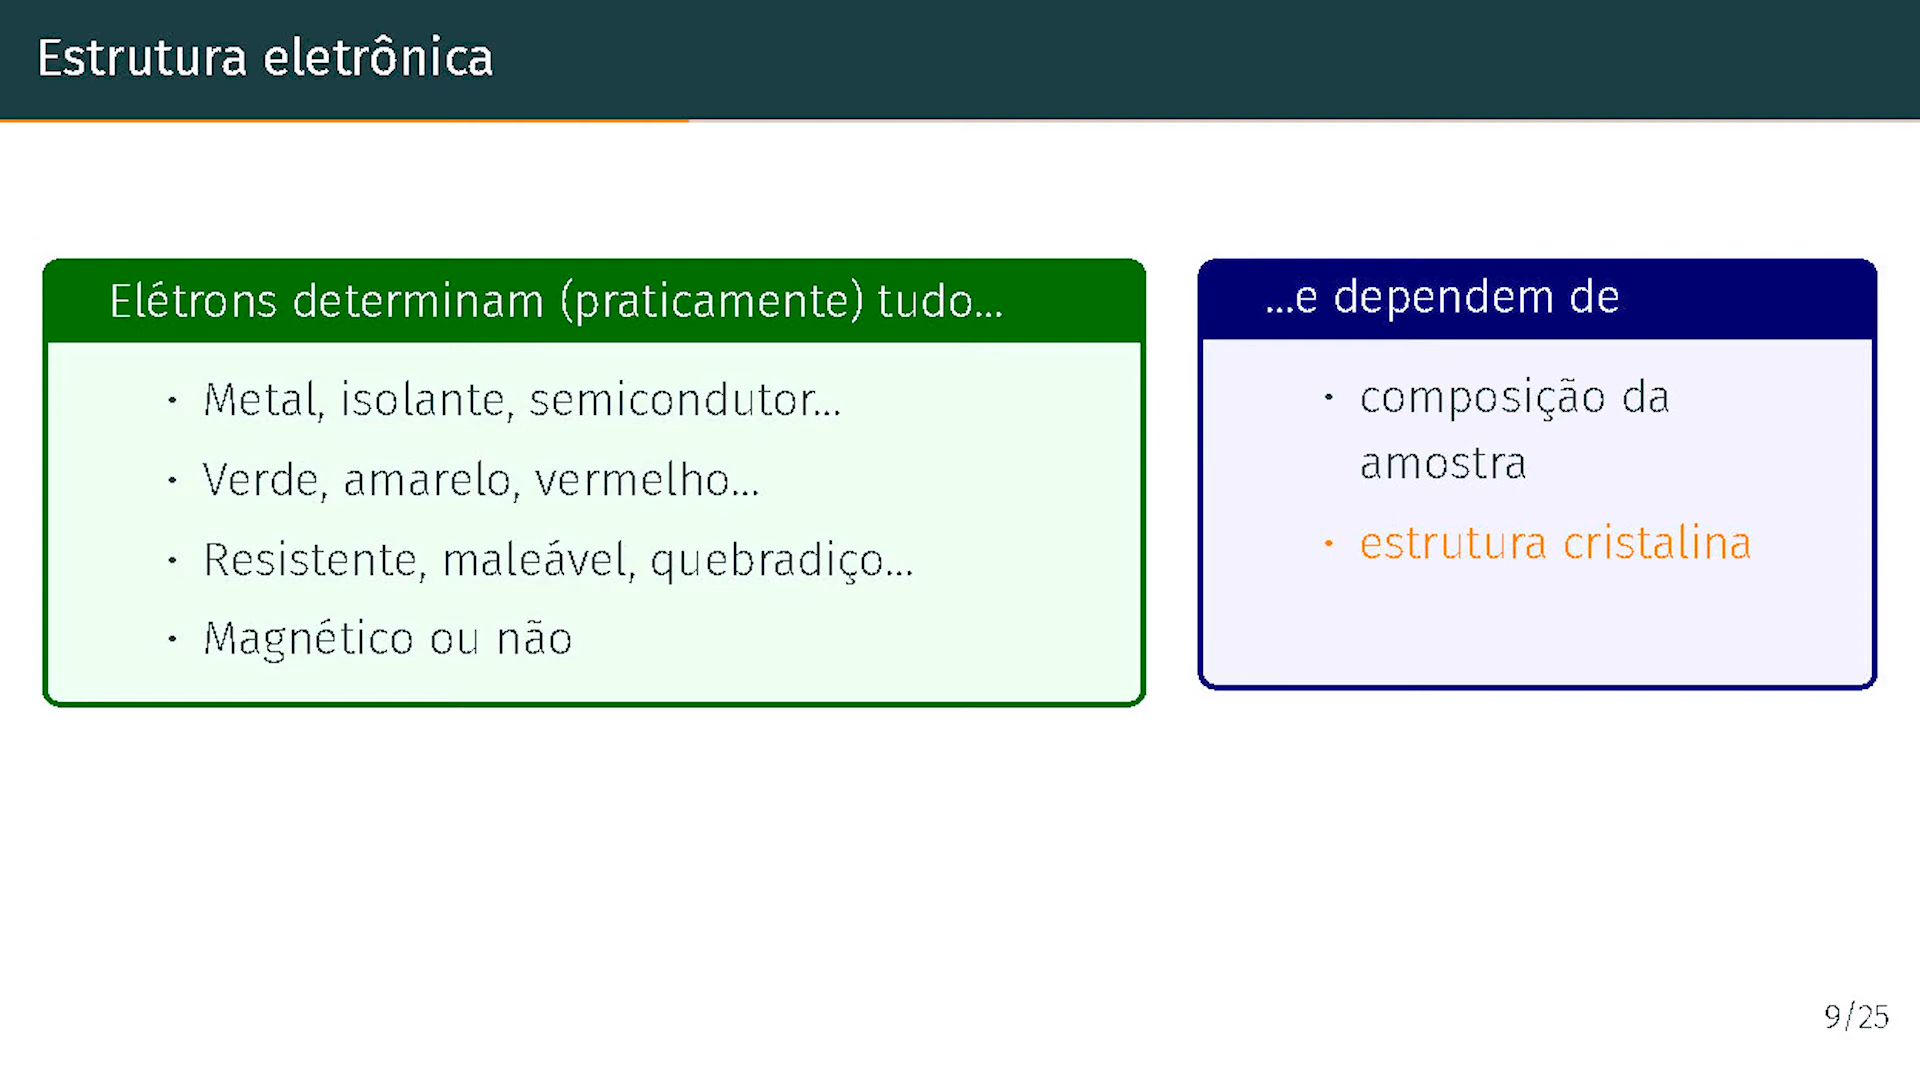 Estrutura eletrônica
Elétrons determinam (praticamente) tudo...
• Metal, isolante, semicondutor...
• Verde, amarelo, vermelho...
• Resistente, maleável, quebradiço...
• Magnético ou não
...e dependem de
• composição da
amostra
• estrutura cristalina
9/25